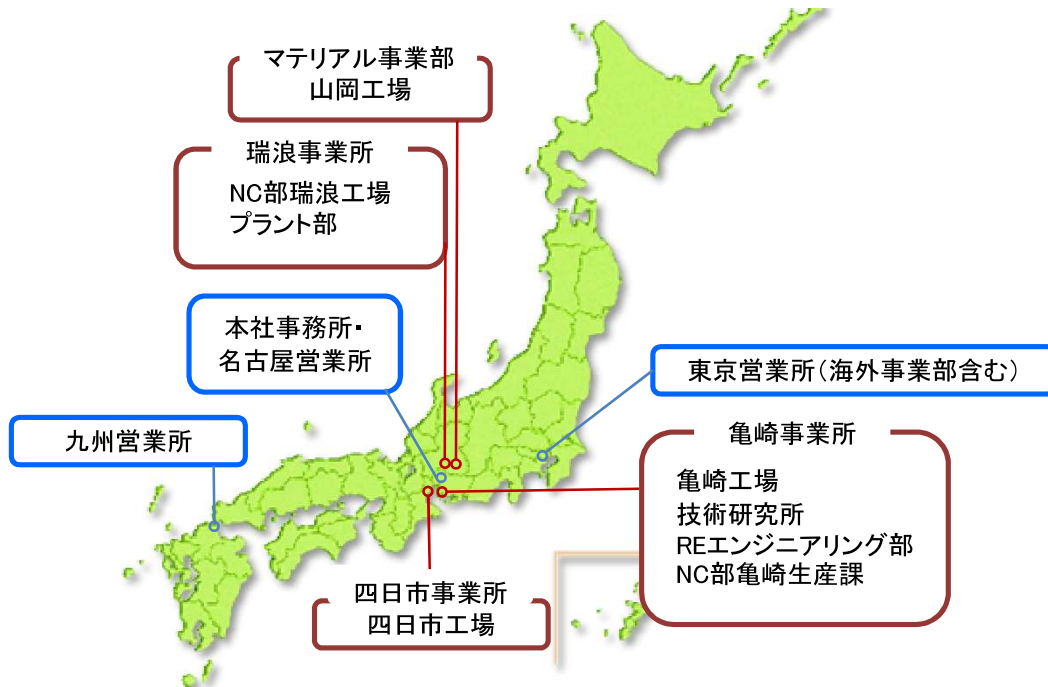 マテリアル事業部
山岡工場
瑞浪事業所
NC部瑞浪工場
プラント部
本社事務所・
名古屋営業所
東京営業所（海外事業部含む）
九州営業所
亀崎事業所
亀崎工場
技術研究所
REエンジニアリング部
NC部亀崎生産課
四日市事業所
四日市工場